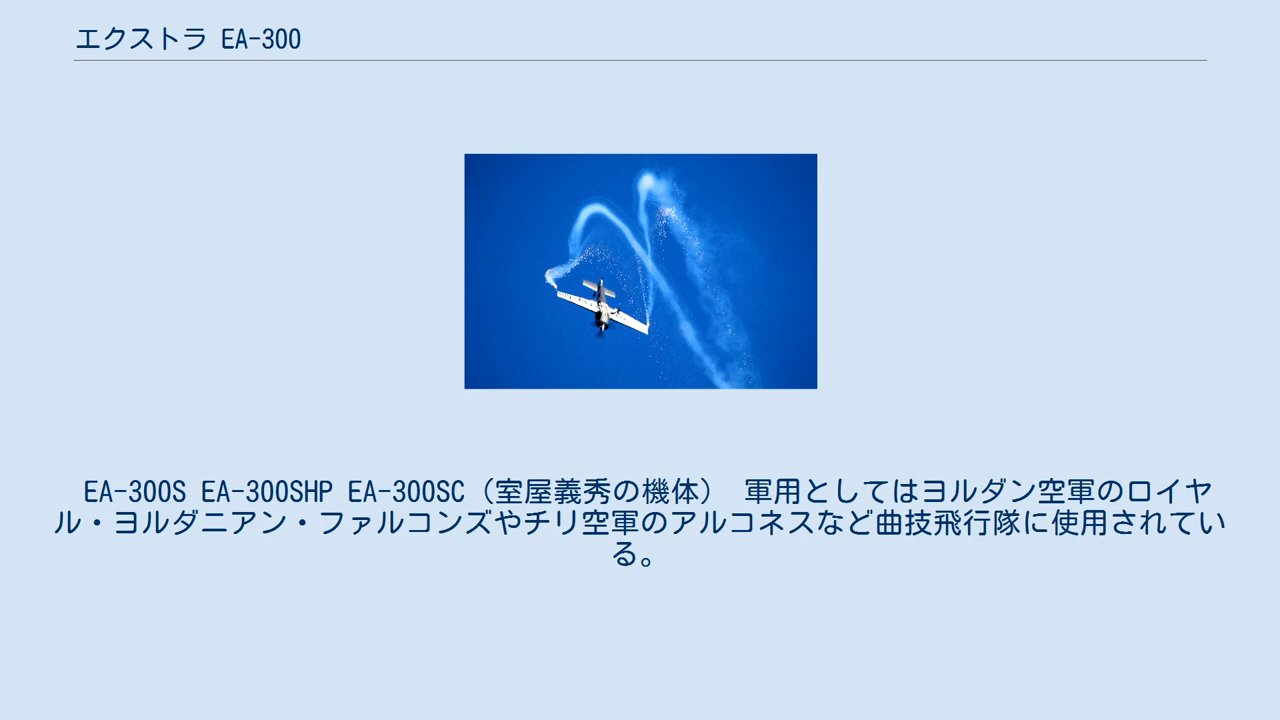 エクストラ EA-300
EA-300S EA-300SHP EA-300SC（室屋義秀の機体） 軍用としてはヨルダン空軍のロイヤ
ル・ヨルダニアン・ファルコンズやチリ空軍のアルコネスなど曲技飛行隊に使用されてい
る。